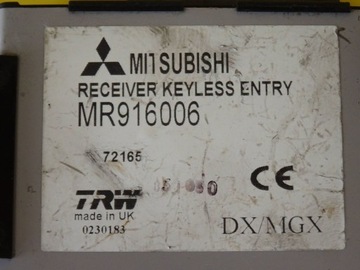 MITSUBISHI
RECEIVER KEYLESS ENTRY
MR916006
72165
TRW
CE
made in UK
0230183
DX/MGX